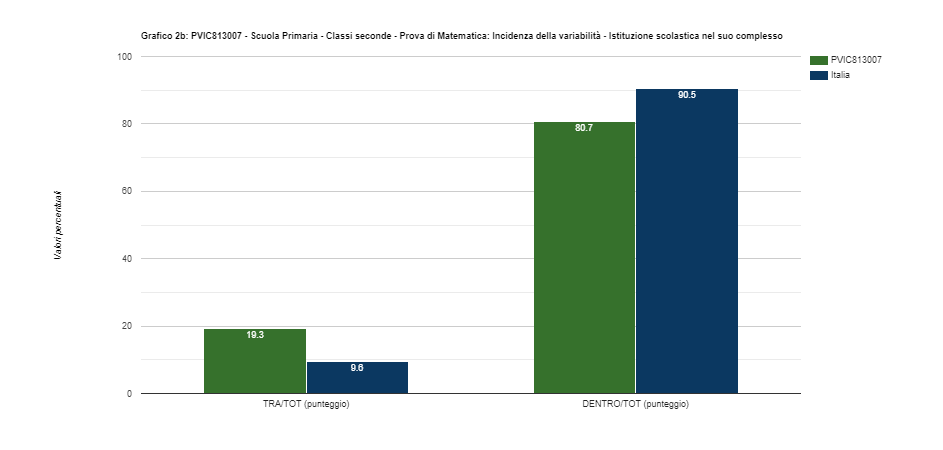 Grafico 2b: PVIC813007 - Scuola Primaria - Classi seconde - Prova di Matematica: Incidenza della variabilità - Istituzione scolastica nel suo complesso
PVIC813007
Italia
Valori percentuali
100
80
60
40
20
0
19.3
9.6
80.7
90.5
TRA/TOT (punteggio)
DENTRO/TOT (punteggio)